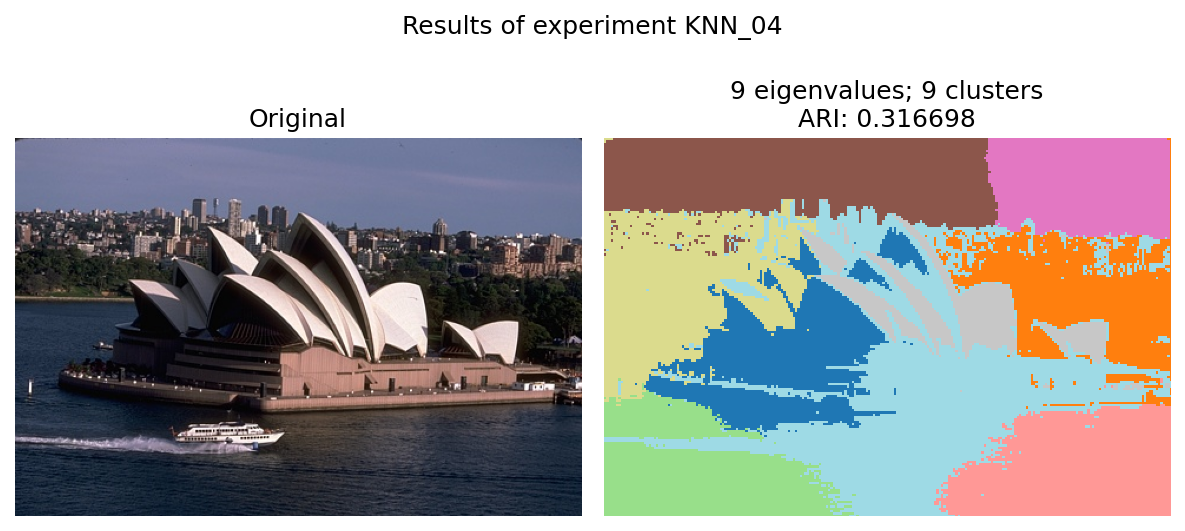 Results of experiment KNN_04
Original
9 eigenvalues; 9 clusters
ARI: 0.316698